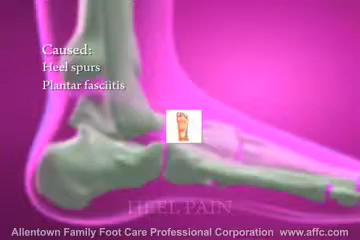 Caused:
Heel spurs
Plantar fasciitis
HEEL PAIN
Allentown Family Foot Care Professional Corporation www.affc.com